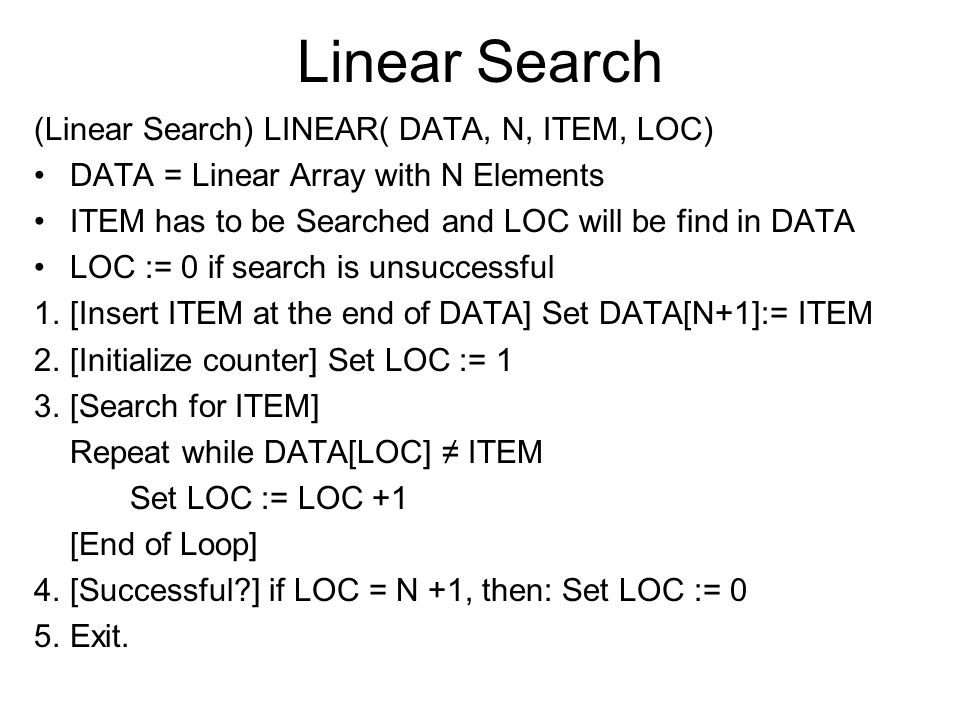 Linear Search
(Linear Search) LINEAR( DATA, N, ITEM, LOC)
• DATA = Linear Array with N Elements
• ITEM has to be Searched and LOC will be find in DATA
• LOC := 0 if search is unsuccessful
1. [Insert ITEM at the end of DATA] Set DATA[N+1]:= ITEM
2. [Initialize counter] Set LOC := 1
3. [Search for ITEM]
Repeat while DATA[LOC] ≠ ITEM
Set LOC := LOC +1
[End of Loop]
4. [Successful?] if LOC = N +1, then: Set LOC := 0
5. Exit.